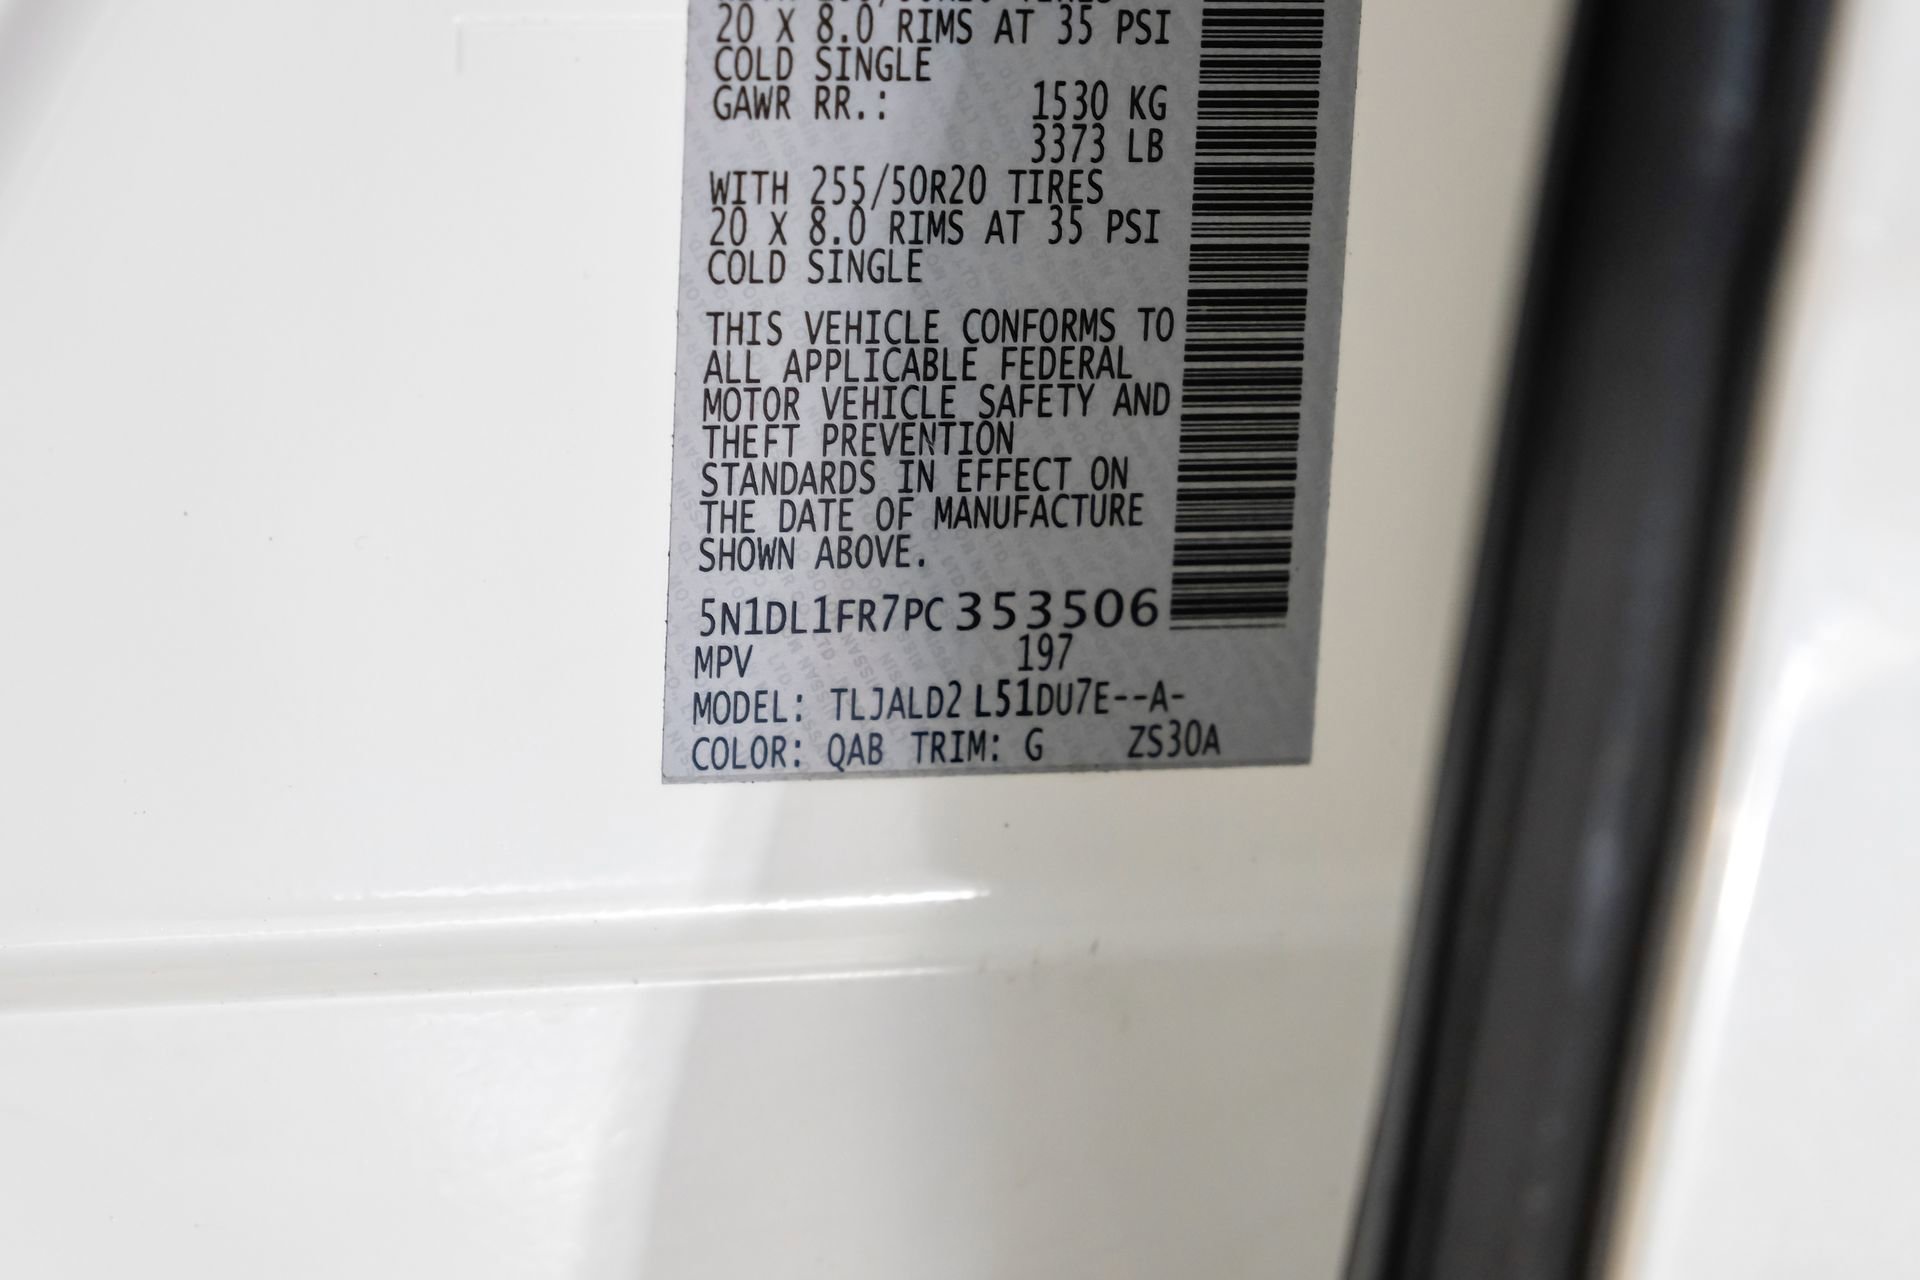 20 X 8.0 RIMS AT 35 PSI
COLD SINGLE
GAWR RR.: 1530 KG
3373 LB
WITH 255/50R20 TIRES
20 X 8.0 RIMS AT 35 PSI
COLD SINGLE
THIS VEHICLE CONFORMS TO
ALL APPLICABLE FEDERAL
MOTOR VEHICLE SAFETY AND
THEFT PREVENTION
STANDARDS IN EFFECT ON
THE DATE OF MANUFACTURE
SHOWN ABOVE.
5N1DL1FR7PC353506
MPV 197
MODEL: TLJALD2 L51DU7E--A-
COLOR: QAB TRIM: G ZS30A